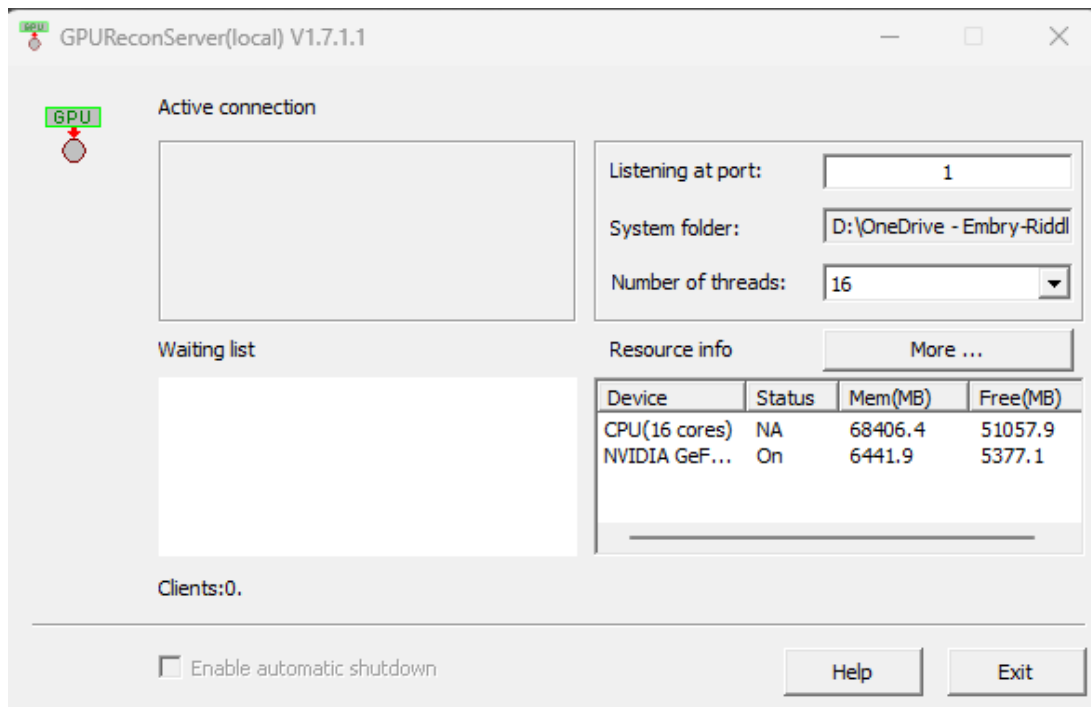 GPU
GPUReconServer(local) V1.7.1.1
GPU
Active connection
Listening at port:
1
System folder:
D:\OneDrive - Embry-Riddl
Number of threads:
16
Waiting list
Resource info
More ...
Device Status Mem(MB) Free(MB)
CPU(16 cores) NA 68406.4 51057.9
NVIDIA GeF... On 6441.9 5377.1
Clients:0.
Enable automatic shutdown
Help
Exit